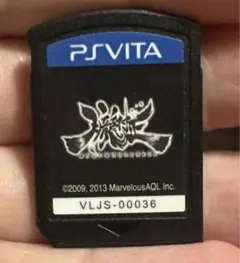 PSVITA
©2009, 2013 MarvelousAQL Inc.
VLJS-00036